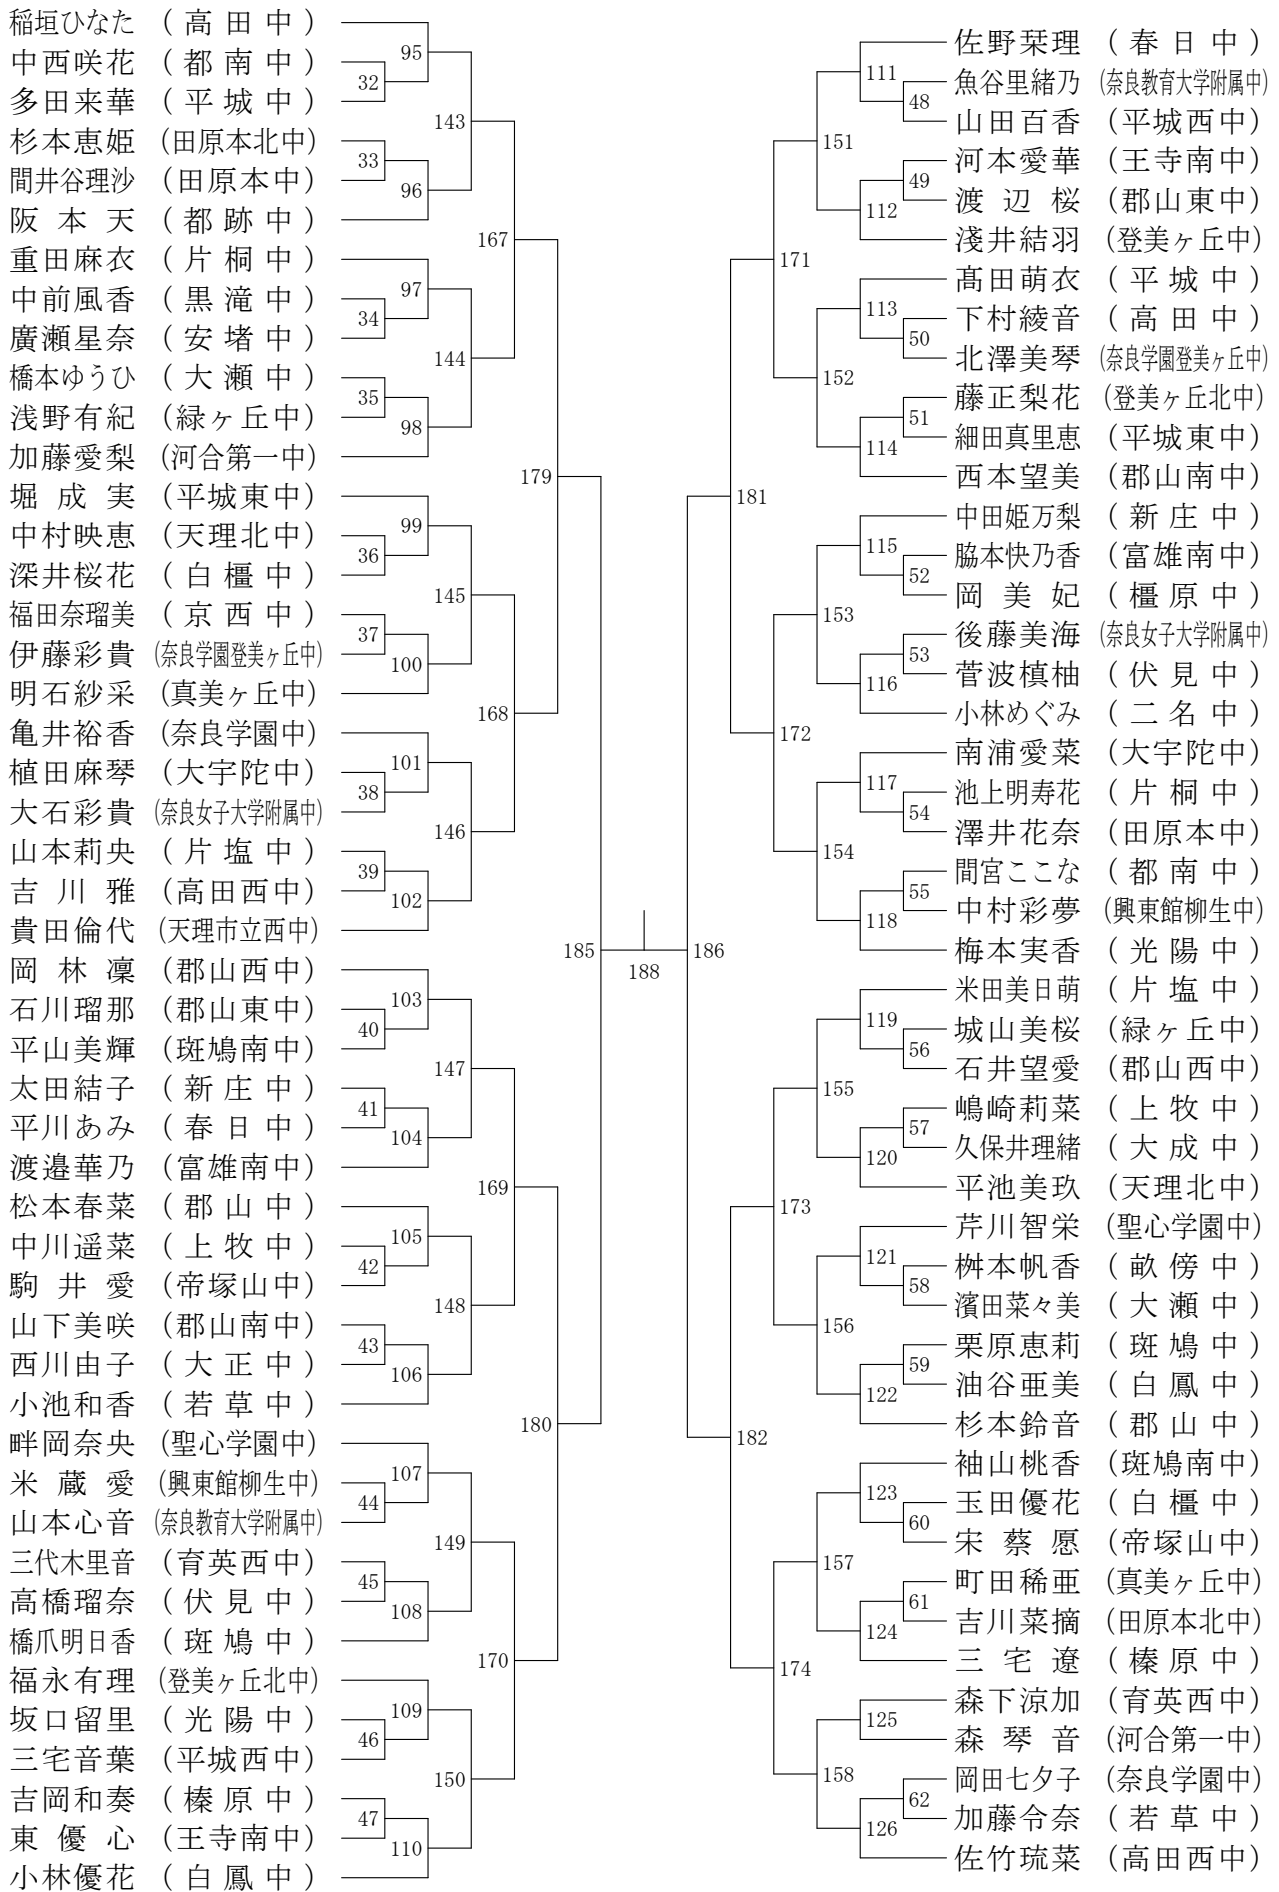 稲垣ひなた (高田中)
中西咲花 (都南中)
多田来華 (平城中)
杉本恵姫 (田原本北中)
間井谷理沙 (田原本中)
阪本天 (都跡中)
重田麻衣 (片桐中)
中前風香 (黒滝中)
廣瀬星奈 (安堵中)
橋本ゆうひ (大瀬中)
浅野有紀 (緑ヶ丘中)
加藤愛梨 (河合第一中)
堀成実 (平城東中)
中村映恵 (天理北中)
深井桜花 (白橿中)
福田奈瑠美 (京西中)
伊藤彩貴 (奈良学園登美ヶ丘中)
明石紗采 (真美ヶ丘中)
亀井裕香 (奈良学園中)
植田麻琴 (大宇陀中)
大石彩貴 (奈良女子大学附属中)
山本莉央 (片塩中)
吉川雅 (高田西中)
貴田倫代 (天理市立西中)
岡林凜 (郡山西中)
石川瑠那 (郡山東中)
平山美輝 (斑鳩南中)
太田結子 (新庄中)
平川あみ (春日中)
渡邉華乃 (富雄南中)
松本春菜 (郡山中)
中川遥菜 (上牧中)
駒井愛 (帝塚山中)
山下美咲 (郡山南中)
西川由子 (大正中)
小池和香 (若草中)
畔岡奈央 (聖心学園中)
米蔵愛 (興東館柳生中)
山本心音 (奈良教育大学附属中)
三代木里音 (育英西中)
高橋瑠奈 (伏見中)
橋爪明日香 (斑鳩中)
福永有理 (登美ヶ丘北中)
坂口留里 (光陽中)
三宅音葉 (平城西中)
吉岡和奏 (榛原中)
東優心 (王寺南中)
小林優花 (白鳳中)
32
33
34
35
36
37
38
39
40
41
42
43
44
45
46
47
95
96
97
98
99
100
101
102
103
104
105
106
107
108
109
110
143
144
145
146
147
148
149
150
167
168
169
170
179
180
185
188
186
181
182
171
172
173
174
151
152
153
154
155
156
157
158
111
112
113
114
115
116
117
118
119
120
121
122
123
124
125
126
48
49
50
51
52
53
54
55
56
57
58
59
60
61
62
佐野栞理 (春日中)
魚谷里緒乃 (奈良教育大学附属中)
山田百香 (平城西中)
河本愛華 (王寺南中)
渡辺桜 (郡山東中)
淺井結羽 (登美ヶ丘中)
髙田萌衣 (平城中)
下村綾音 (高田中)
北澤美琴 (奈良学園登美ヶ丘中)
藤正梨花 (登美ヶ丘北中)
細田真里恵 (平城東中)
西本望美 (郡山南中)
中田姫万梨 (新庄中)
脇本快乃香 (富雄南中)
岡美妃 (橿原中)
後藤美海 (奈良女子大学附属中)
菅波槙柚 (伏見中)
小林めぐみ (二名中)
南浦愛菜 (大宇陀中)
池上明寿花 (片桐中)
澤井花奈 (田原本中)
間宮ここな (都南中)
中村彩夢 (興東館柳生中)
梅本実香 (光陽中)
米田美日萌 (片塩中)
城山美桜 (緑ヶ丘中)
石井望愛 (郡山西中)
嶋崎莉菜 (上牧中)
久保井理緒 (大成中)
平池美玖 (天理北中)
芹川智栄 (聖心学園中)
桝本帆香 (畝傍中)
濱田菜々美 (大瀬中)
栗原恵莉 (斑鳩中)
油谷亜美 (白鳳中)
杉本鈴音 (郡山中)
袖山桃香 (斑鳩南中)
玉田優花 (白橿中)
宋蔡愿 (帝塚山中)
町田稀亜 (真美ヶ丘中)
吉川菜摘 (田原本北中)
三宅遼 (榛原中)
森下涼加 (育英西中)
森琴音 (河合第一中)
岡田七夕子 (奈良学園中)
加藤令奈 (若草中)
佐竹琉菜 (高田西中)